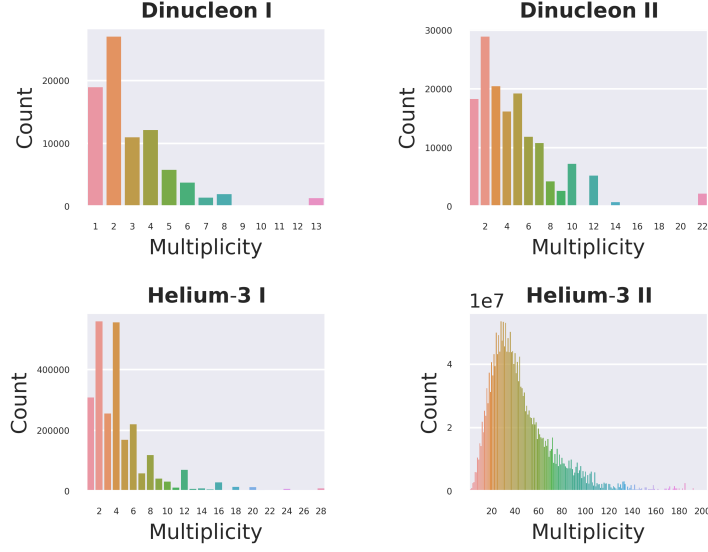 Dinucleon I
Count
20000
10000
0
1 2 3 4 5 6 7 8 9 10 11 12 13
Multiplicity
Dinucleon II
Count
30000
20000
10000
0
2 4 6 8 10 12 14 16 18 20 22
Multiplicity
Helium-3 I
Count
400000
200000
0
2 4 6 8 10 12 14 16 18 20 22 24 26 28
Multiplicity
1e7
Helium-3 II
Count
4
2
0
20 40 60 80 100 120 140 160 180 200
Multiplicity